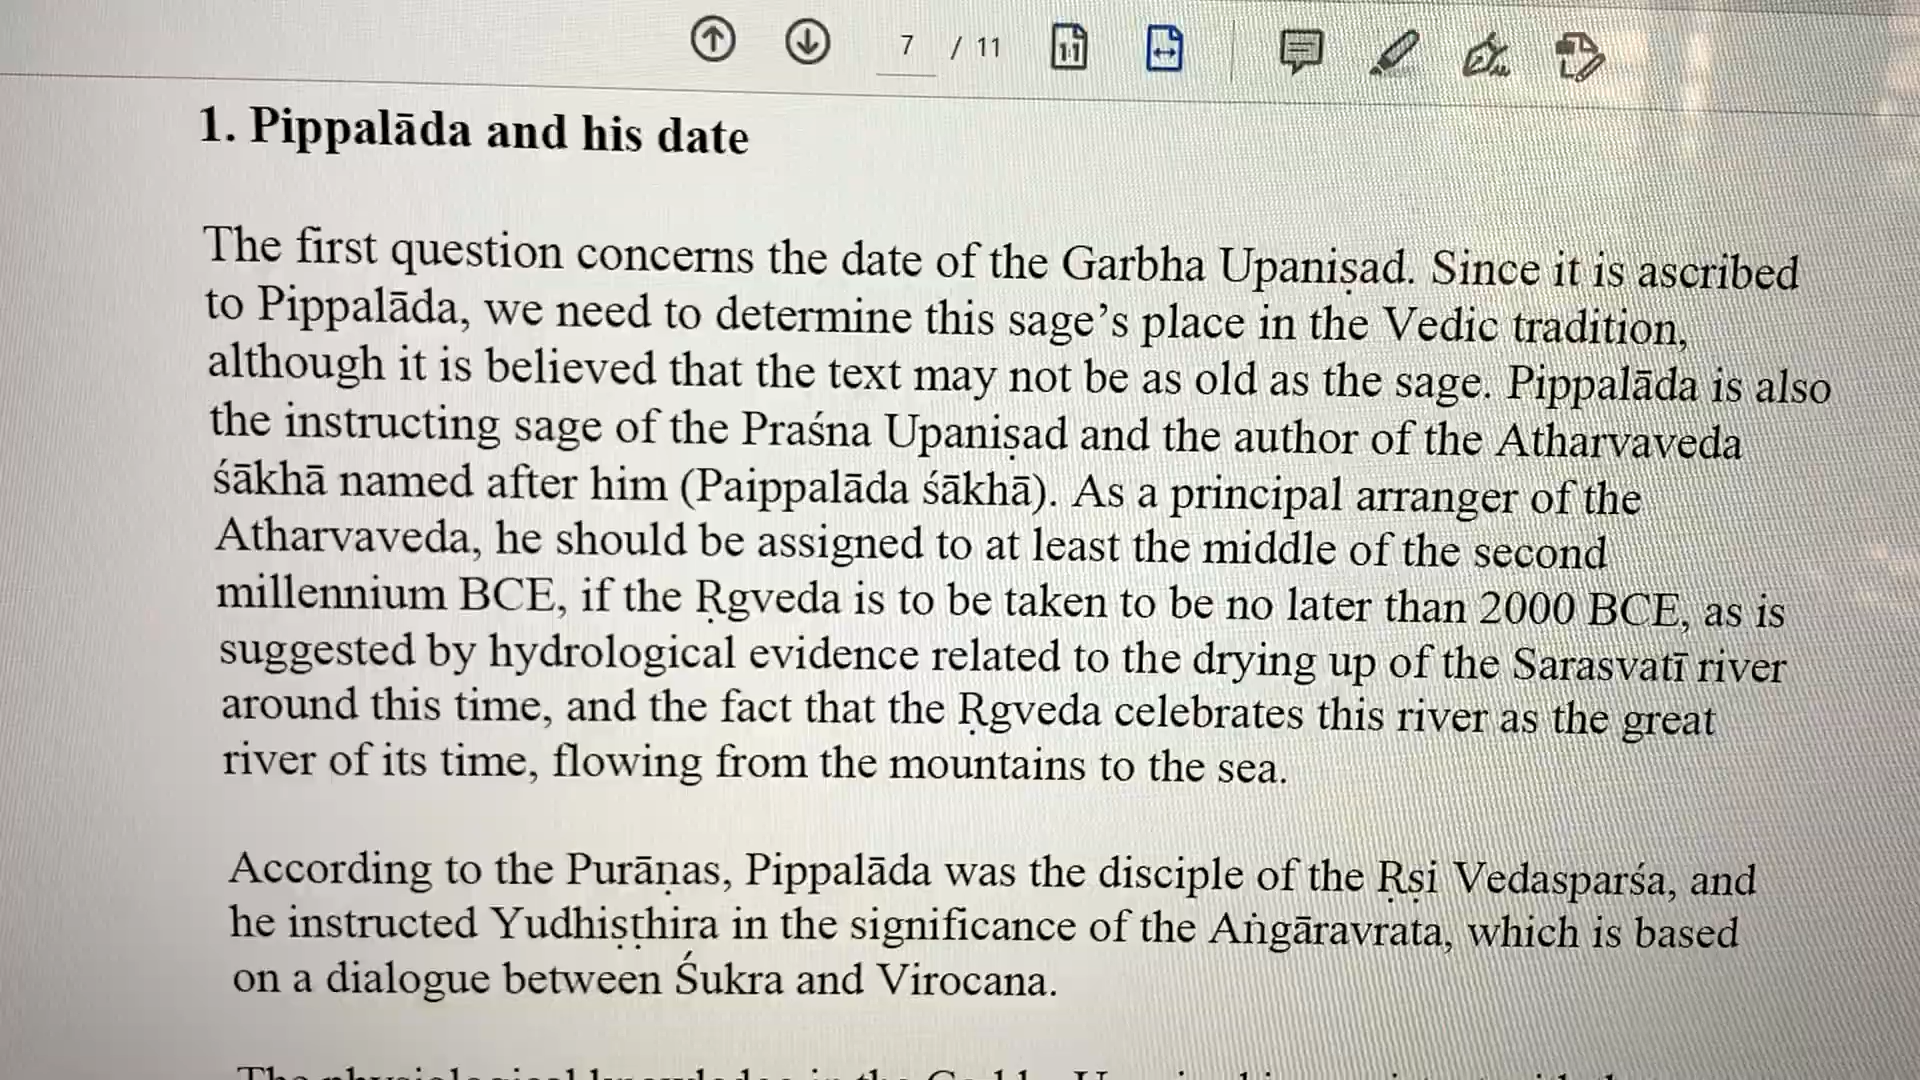 7 / 11
1. Pippalāda and his date
The first question concerns the date of the Garbha Upaniṣad. Since it is ascribed
to Pippalāda, we need to determine this sage’s place in the Vedic tradition,
although it is believed that the text may not be as old as the sage. Pippalāda is also
the instructing sage of the Praśna Upaniṣad and the author of the Atharvaveda
śākhā named after him (Paippalāda śākhā). As a principal arranger of the
Atharvaveda, he should be assigned to at least the middle of the second
millennium BCE, if the Ṛgveda is to be taken to be no later than 2000 BCE, as is
suggested by hydrological evidence related to the drying up of the Sarasvatī river
around this time, and the fact that the Ṛgveda celebrates this river as the great
river of its time, flowing from the mountains to the sea.
According to the Purāṇas, Pippalāda was the disciple of the Ṛṣi Vedasparśa, and
he instructed Yudhiṣṭhira in the significance of the Aṅgāravrata, which is based
on a dialogue between Śukra and Virocana.